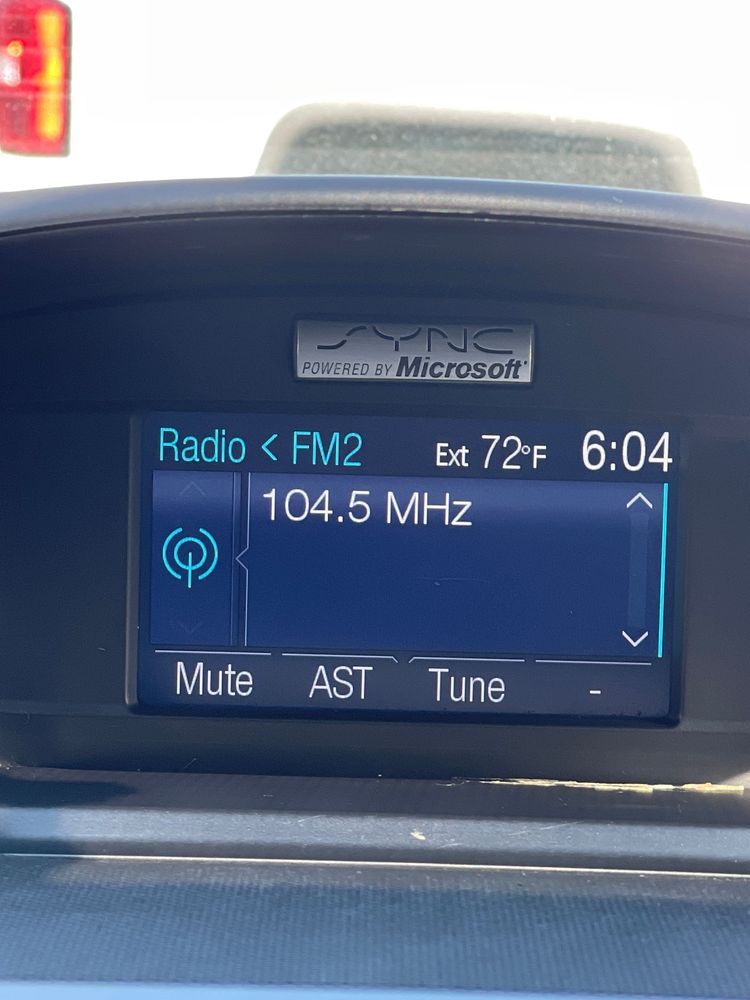 SYNC
POWERED BY Microsoft
Radio < FM2 Ext 72°F 6:04
104.5 MHz
Mute AST Tune -